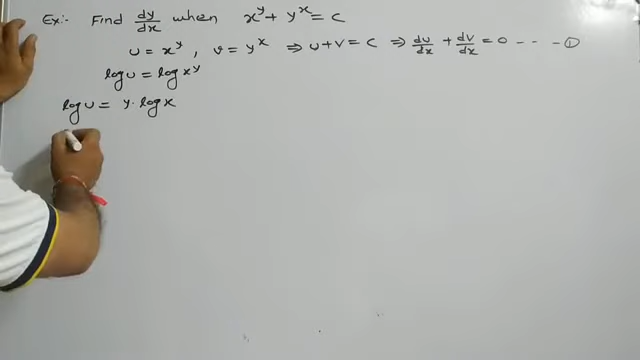 Ex:- Find dy/dx when x^y + y^x = c
u = x^y , v = y^x ⇒ u + v = c ⇒ du/dx + dv/dx = 0 - - - ①
log u = log x^y
log u = y · log x